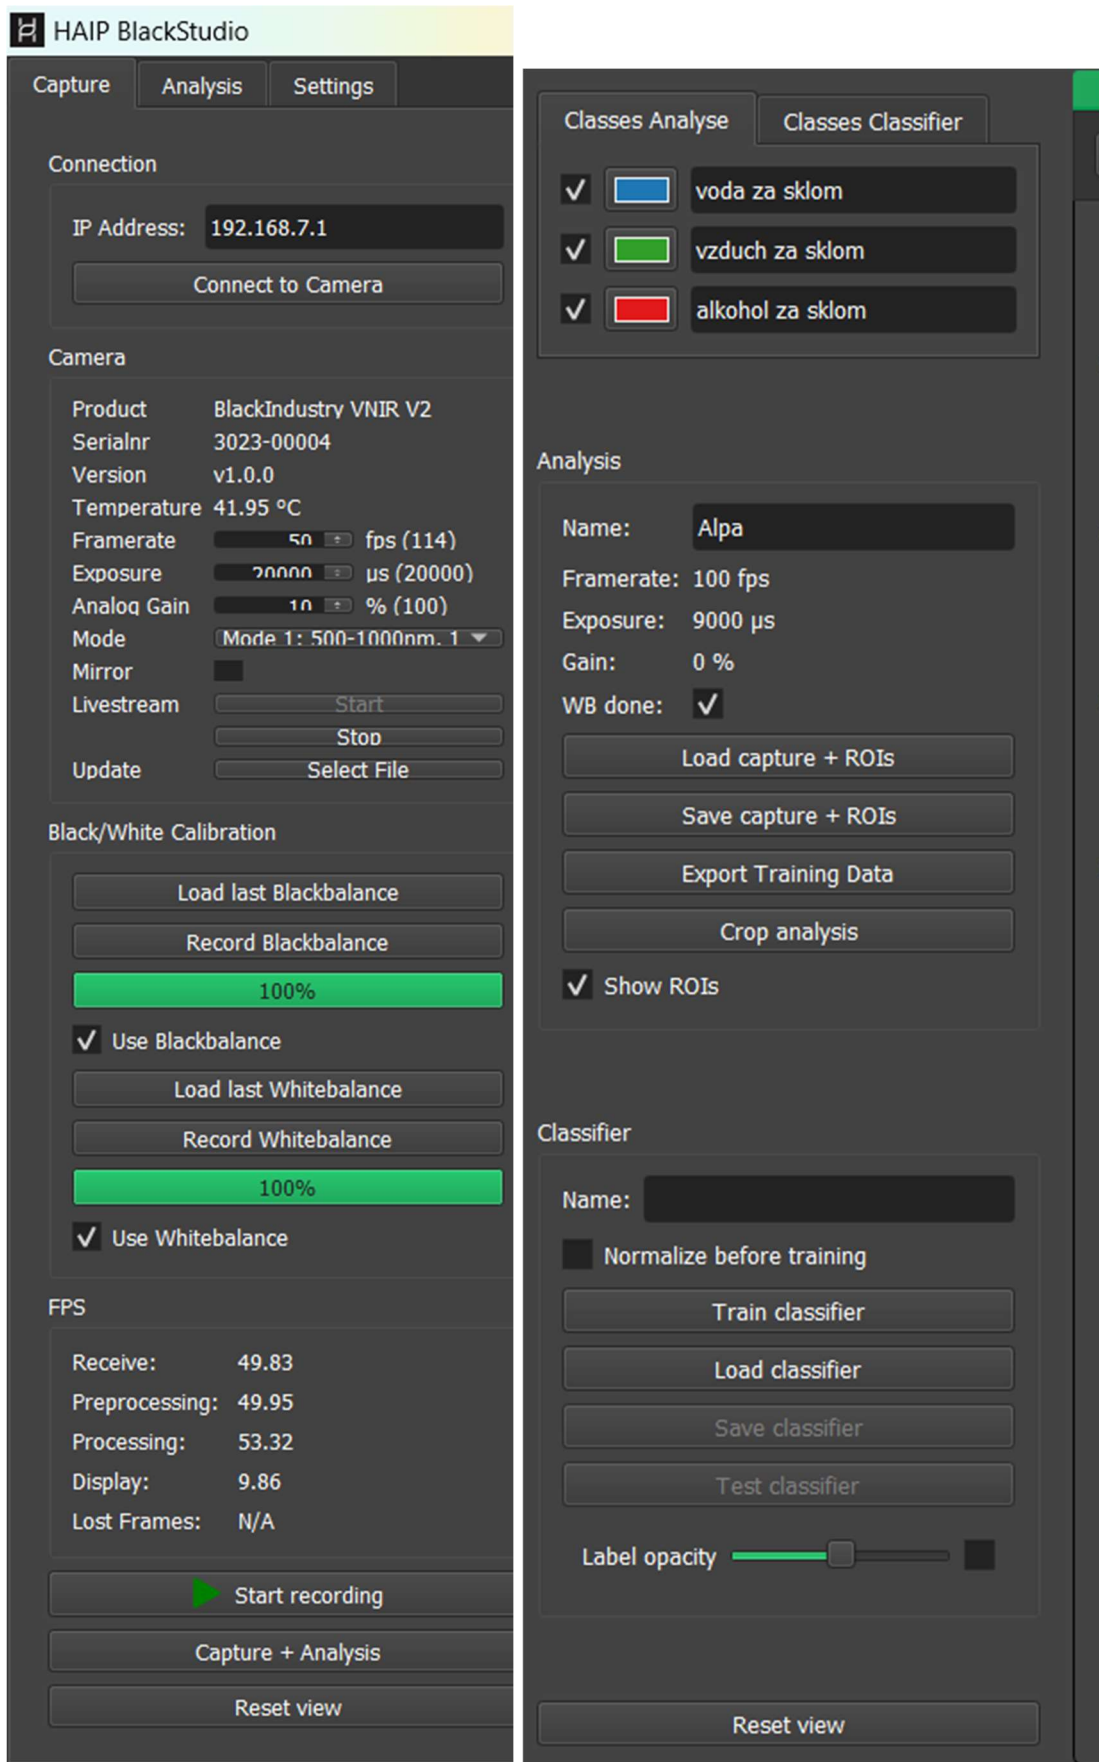 HAIP BlackStudio
Capture Analysis Settings
Connection
IP Address: 192.168.7.1
Connect to Camera
Camera
Product BlackIndustry VNIR V2
Serialnr 3023-00004
Version v1.0.0
Temperature 41.95 °C
Framerate 50 fps (114)
Exposure 20000 µs (20000)
Analog Gain 10 % (100)
Mode Mode 1: 500-1000nm, 1
Mirror
Livestream Start
Stop
Update Select File
Black/White Calibration
Load last Blackbalance
Record Blackbalance
100%
Use Blackbalance
Load last Whitebalance
Record Whitebalance
100%
Use Whitebalance
FPS
Receive: 49.83
Preprocessing: 49.95
Processing: 53.32
Display: 9.86
Lost Frames: N/A
Start recording
Capture + Analysis
Reset view
Classes Analyse Classes Classifier
voda za sklom
vzduch za sklom
alkohol za sklom
Analysis
Name: Alpa
Framerate: 100 fps
Exposure: 9000 µs
Gain: 0 %
WB done:
Load capture + ROIs
Save capture + ROIs
Export Training Data
Crop analysis
Show ROIs
Classifier
Name:
Normalize before training
Train classifier
Load classifier
Save classifier
Test classifier
Label opacity
Reset view